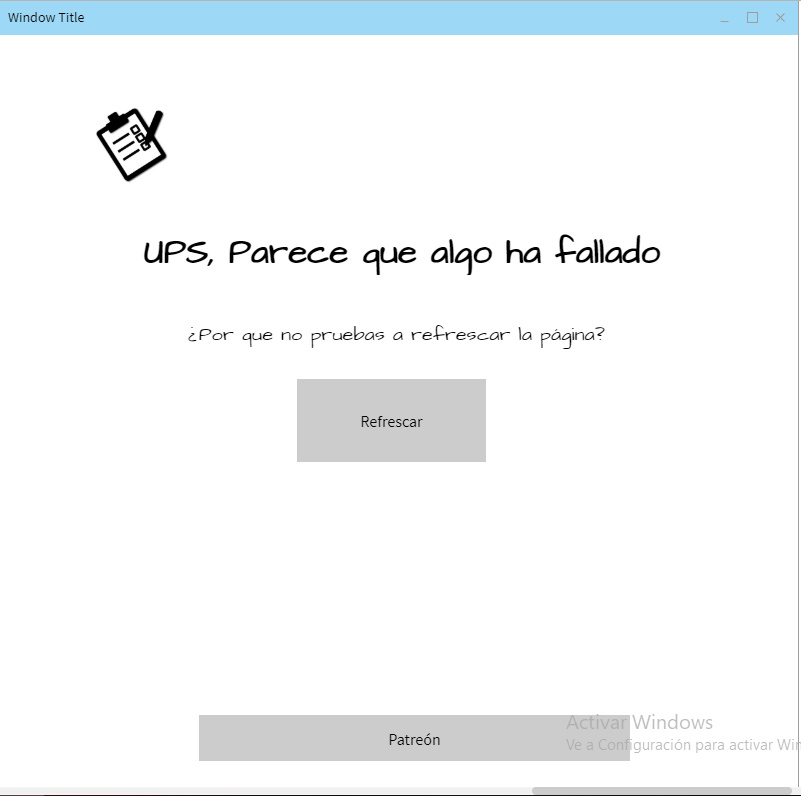 Window Title
UPS, Parece que algo ha fallado
¿Por que no pruebas a refrescar la página?
Refrescar
Activar Windows
Patreón
Ve a Configuración para activar Win